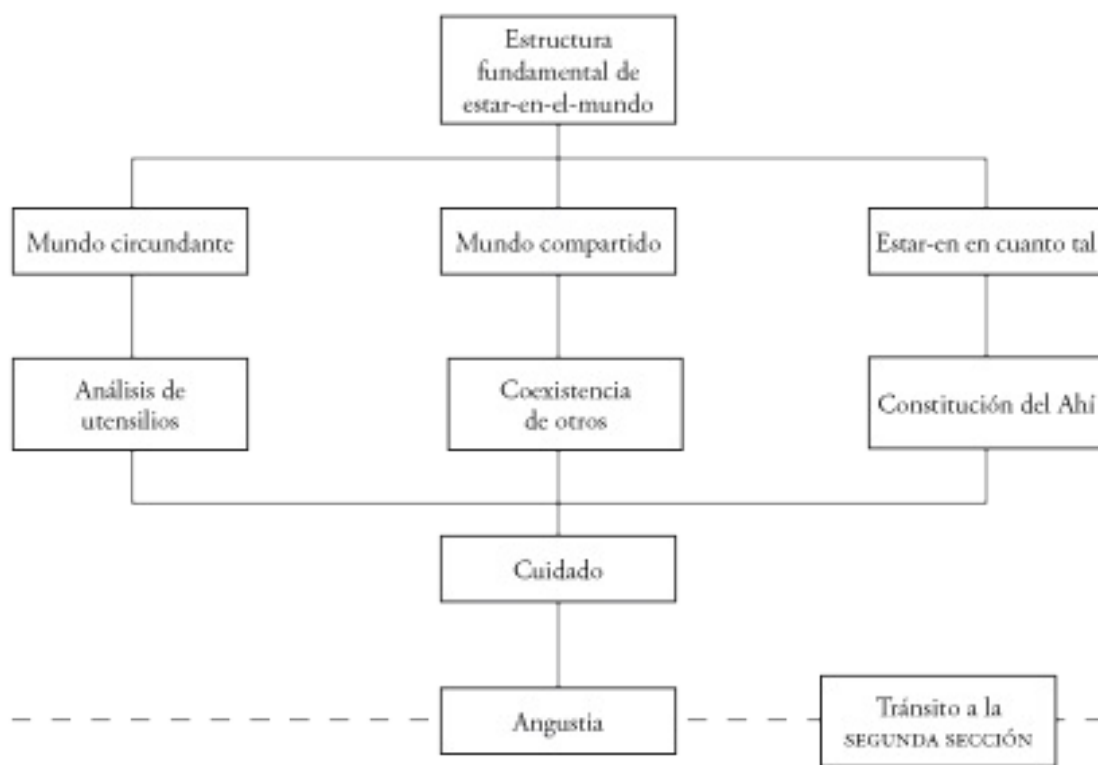 Estructura
fundamental de
estar-en-el-mundo
Mundo circundante
Mundo compartido
Estar-en en cuanto tal
Análisis de
utensilios
Coexistencia
de otros
Constitución del Ahí
Cuidado
Angustia
Tránsito a la
SEGUNDA SECCIÓN